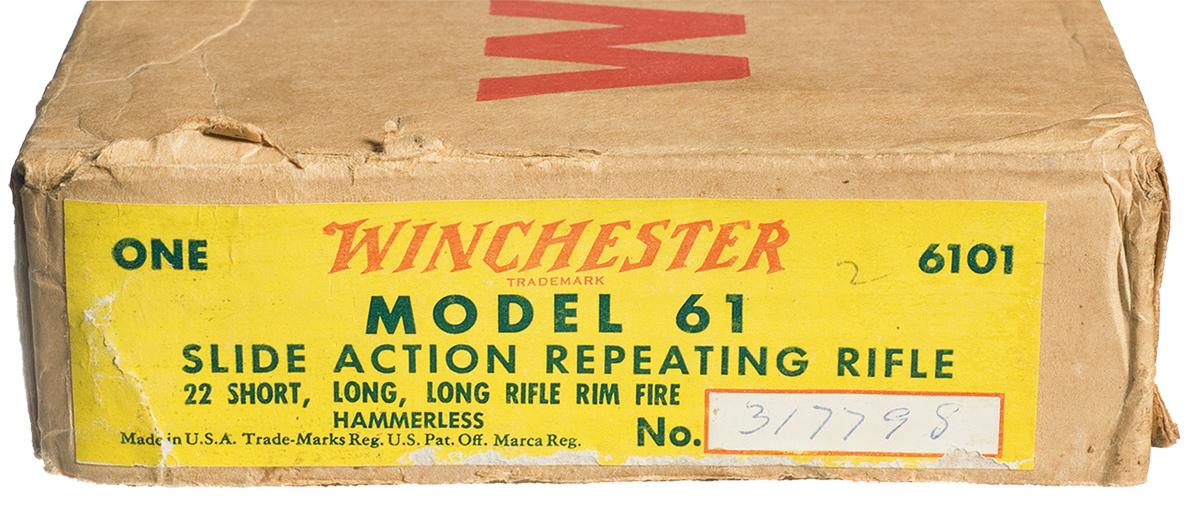 W
ONE WINCHESTER 6101
TRADEMARK
2
MODEL 61
SLIDE ACTION REPEATING RIFLE
22 SHORT, LONG, LONG RIFLE RIM FIRE
HAMMERLESS
No. 317798
Made in U.S.A. Trade-Marks Reg. U.S. Pat. Off. Marca Reg.